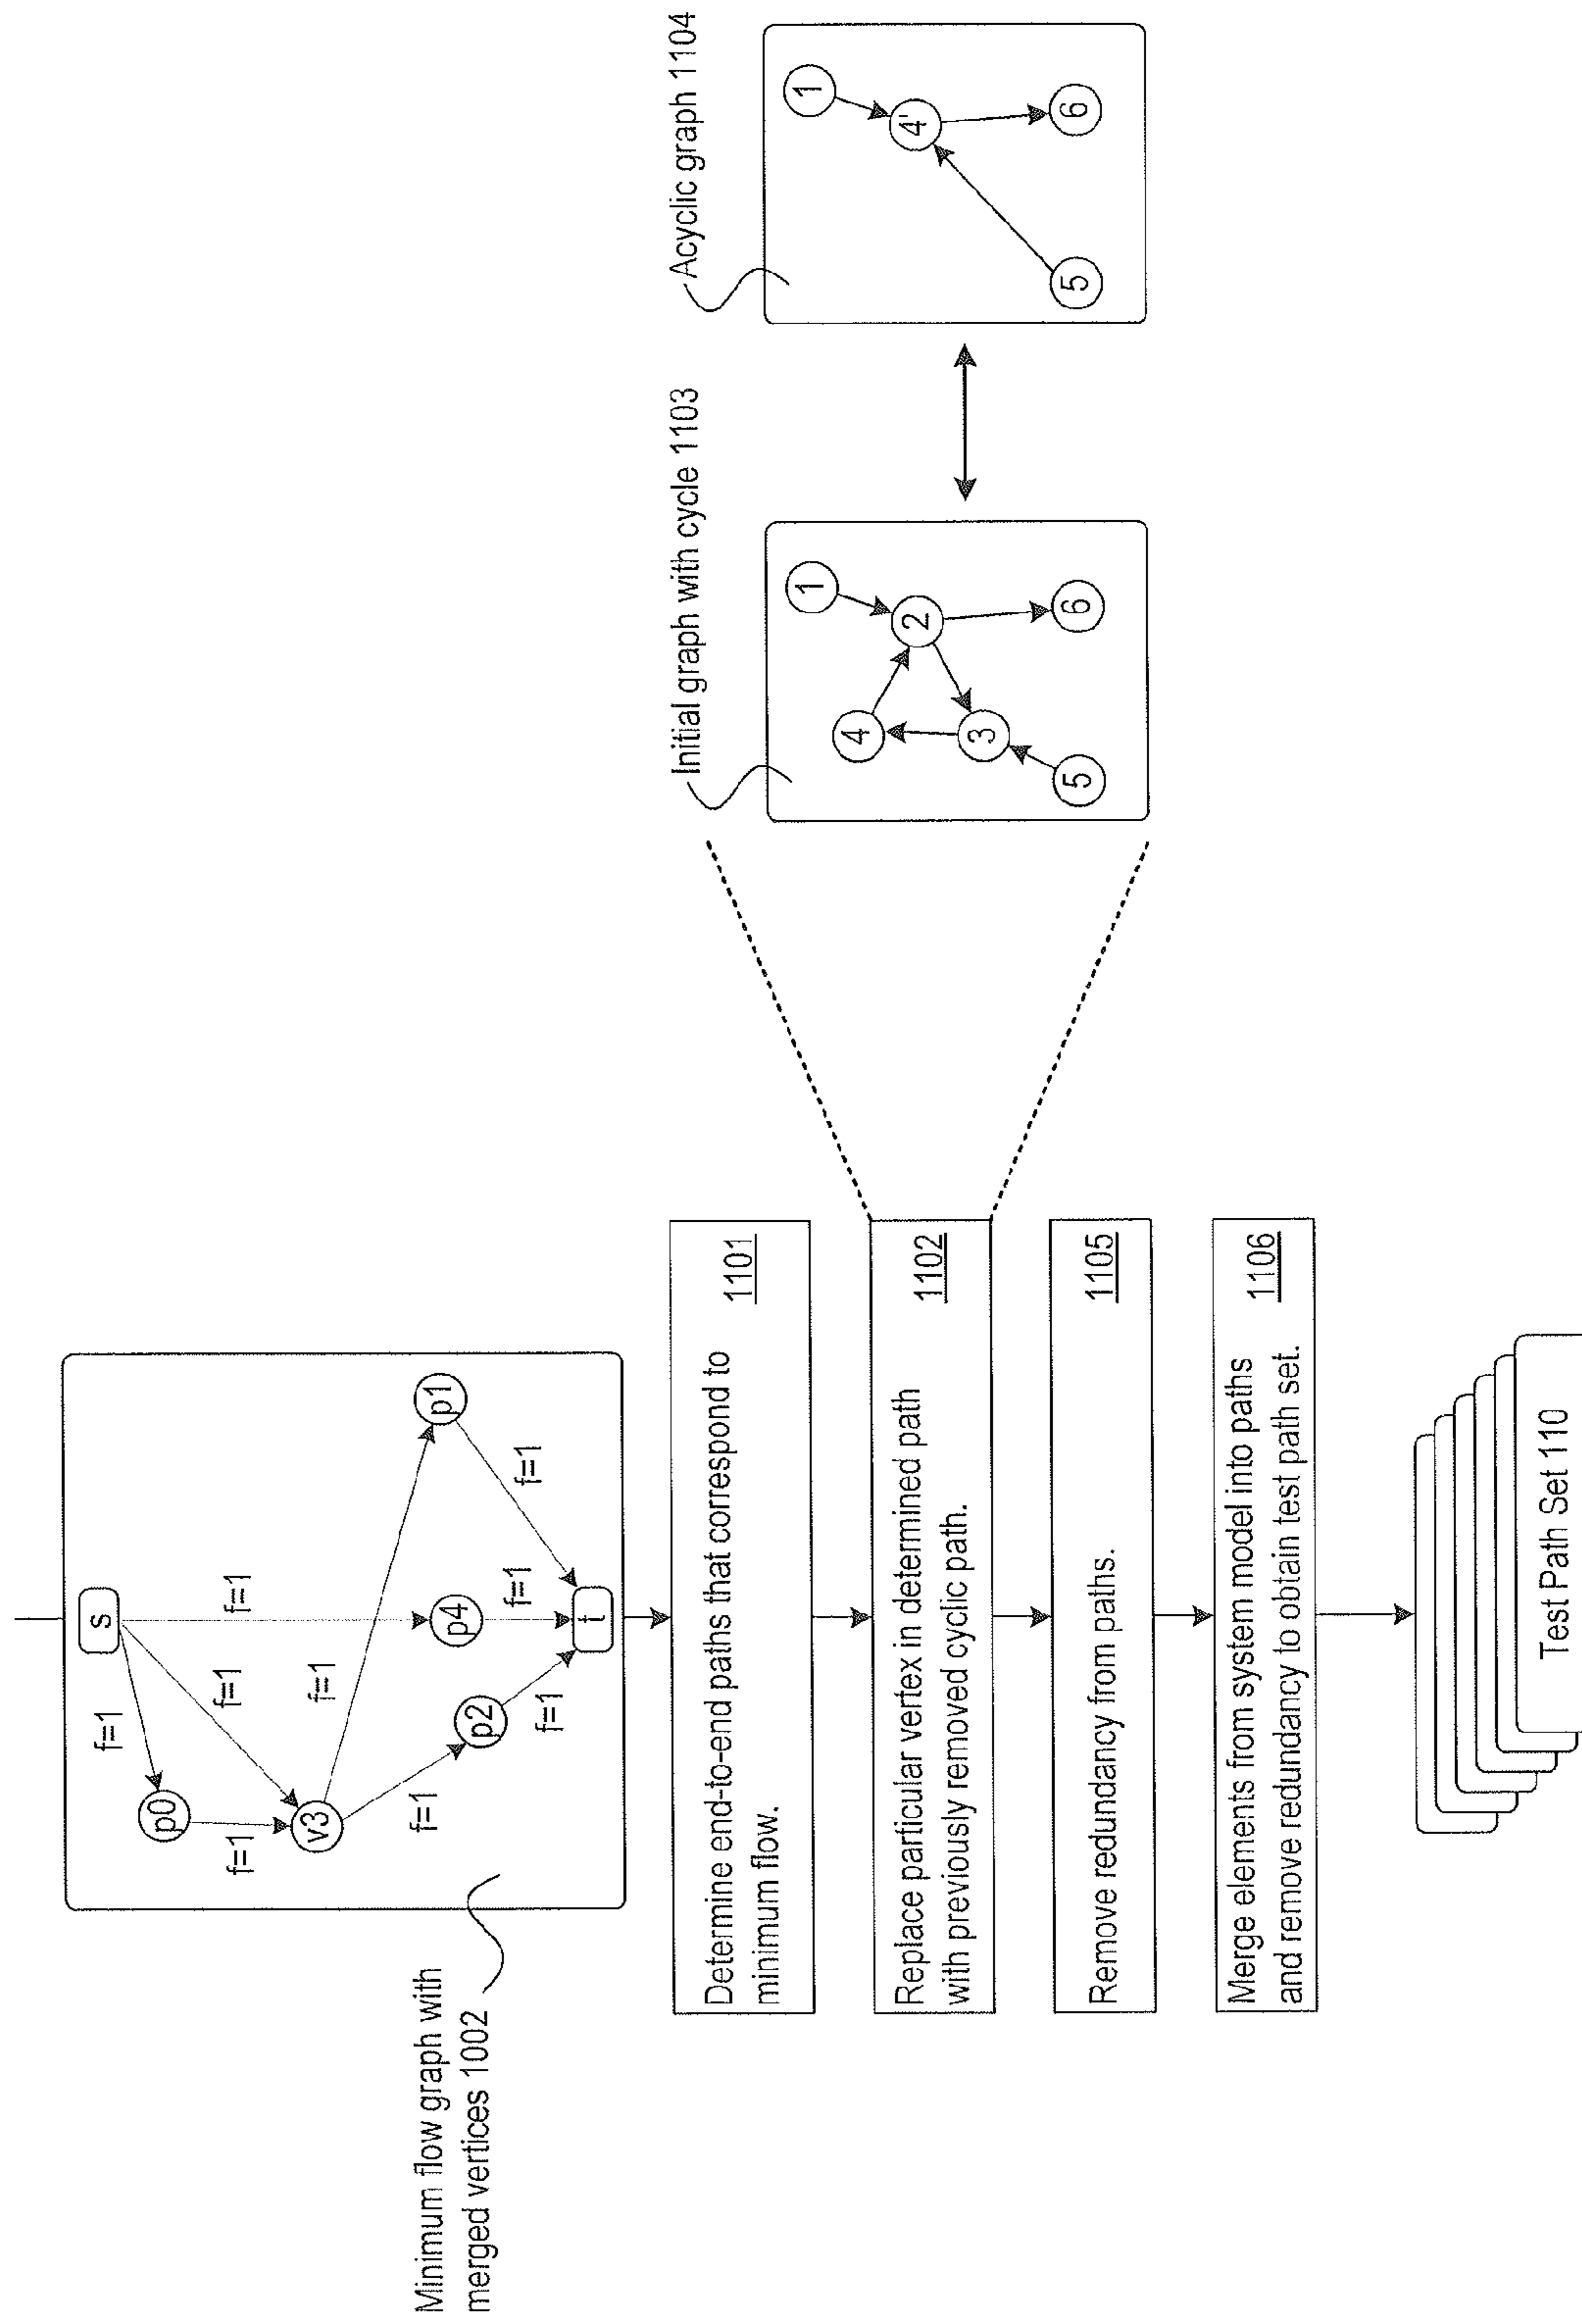 Minimum flow graph with
merged vertices 1002
s
f=1
f=1
f=1
p0
f=1
v3
f=1
f=1
p1
p4
p2
f=1
f=1
f=1
t
Determine end-to-end paths that correspond to
minimum flow.
1101
Replace particular vertex in determined path
with previously removed cyclic path.
1102
Remove redundancy from paths.
1105
Merge elements from system model into paths
and remove redundancy to obtain test path set.
1106
Test Path Set 110
Initial graph with cycle 1103
1
4
2
3
5
6
Acyclic graph 1104
1
4'
5
6